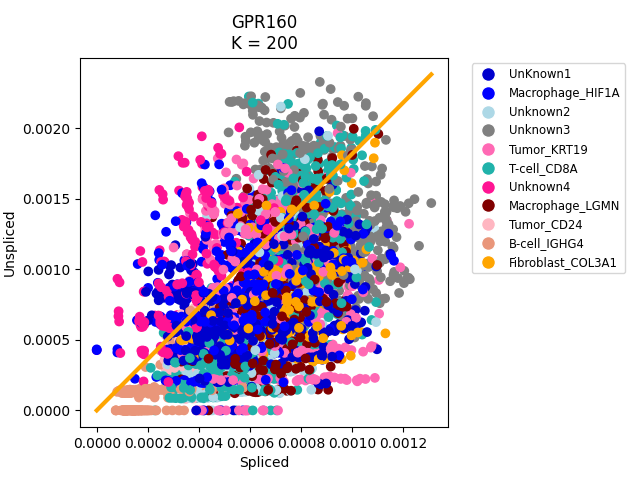 GPR160
K = 200
Unspliced
0.0020
0.0015
0.0010
0.0005
0.0000
0.0000 0.0002 0.0004 0.0006 0.0008 0.0010 0.0012
Spliced
UnKnown1
Macrophage_HIF1A
Unknown2
Unknown3
Tumor_KRT19
T-cell_CD8A
Unknown4
Macrophage_LGMN
Tumor_CD24
B-cell_IGHG4
Fibroblast_COL3A1